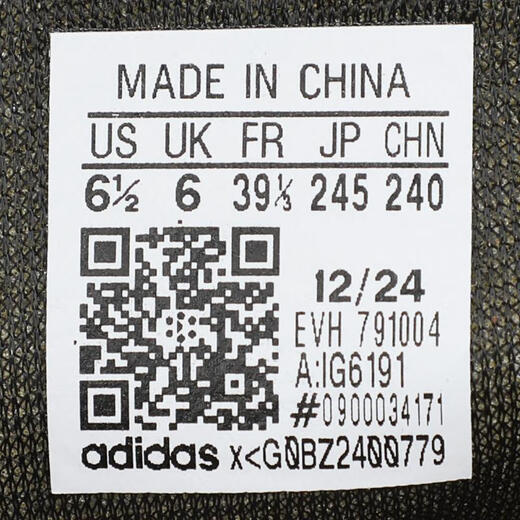 MADE IN CHINA
US UK FR JP CHN
6½ 6 39⅓ 245 240
12/24
EVH 791004
A:IG6191
#0900034171
adidas x<G0BZ2400779